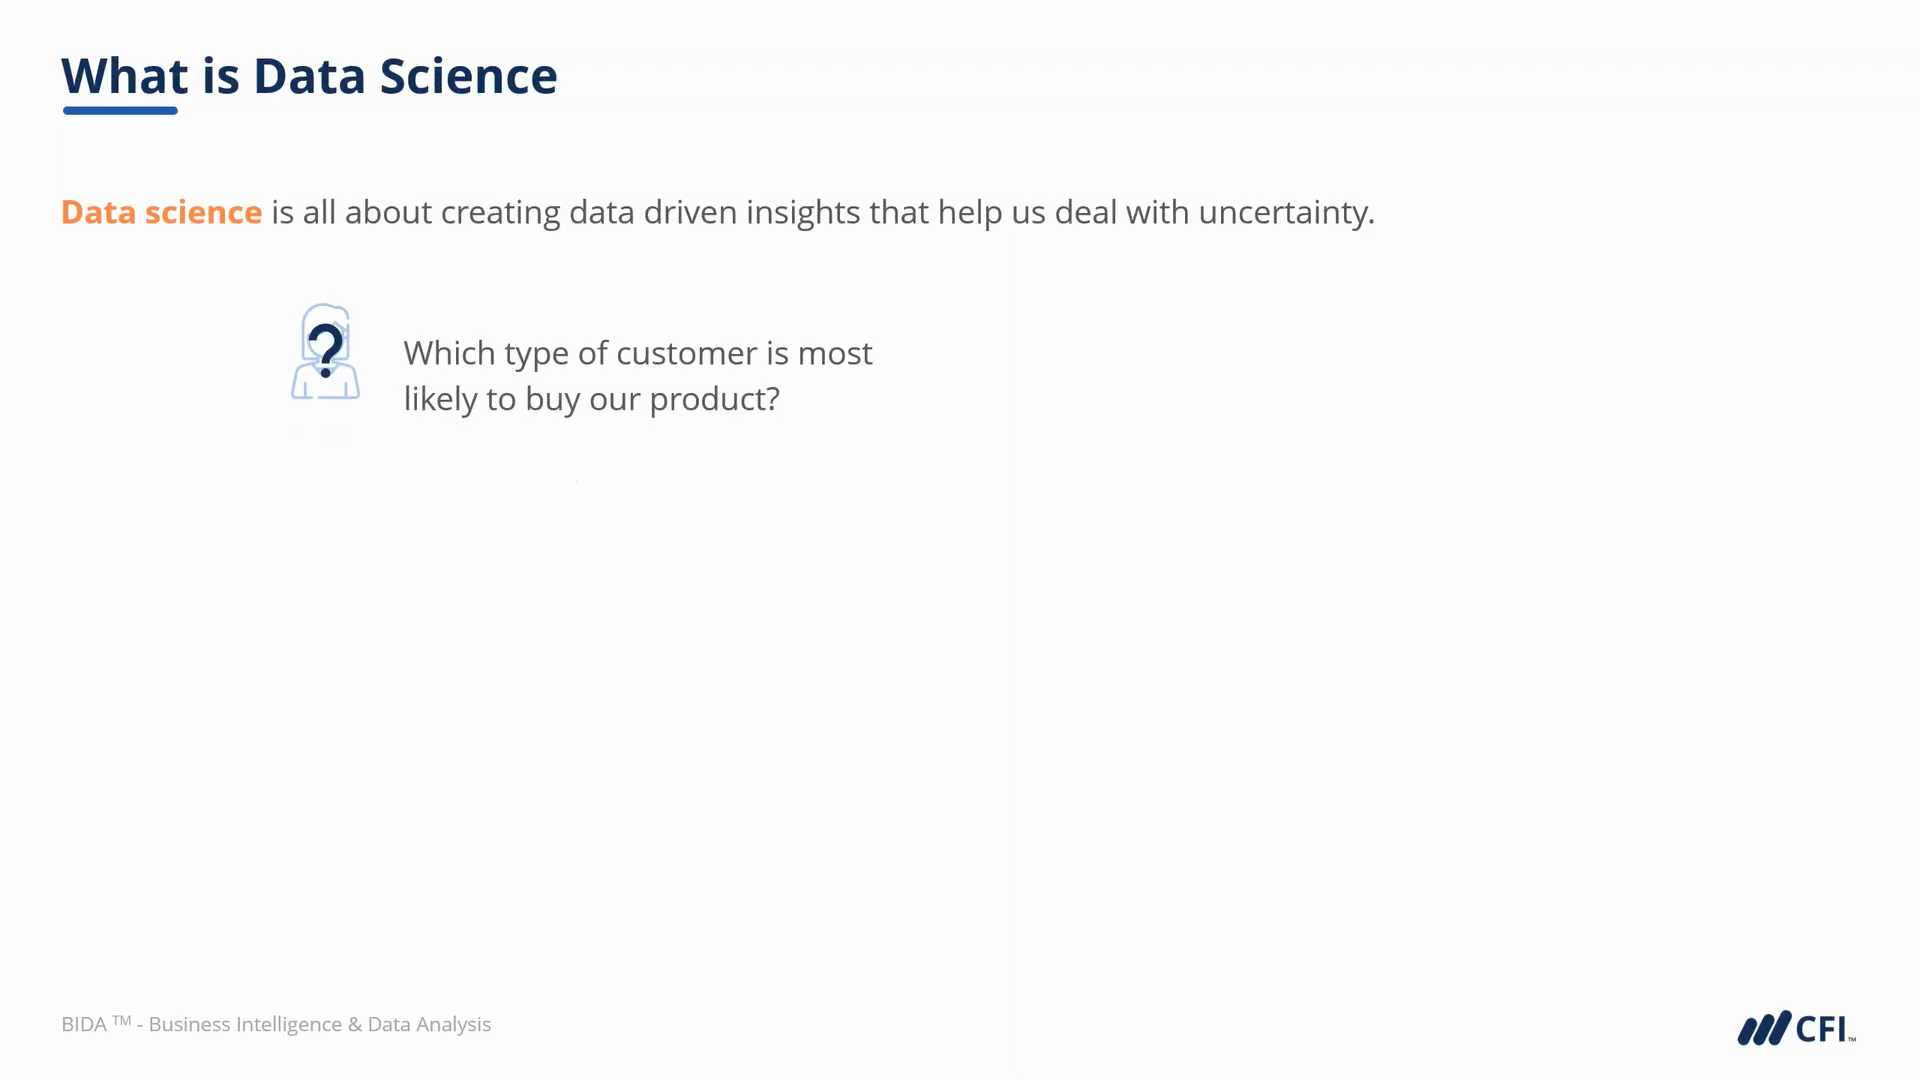 What is Data Science
Data science is all about creating data driven insights that help us deal with uncertainty.
?
Which type of customer is most
likely to buy our product?
BIDA ™ - Business Intelligence & Data Analysis
CFI™